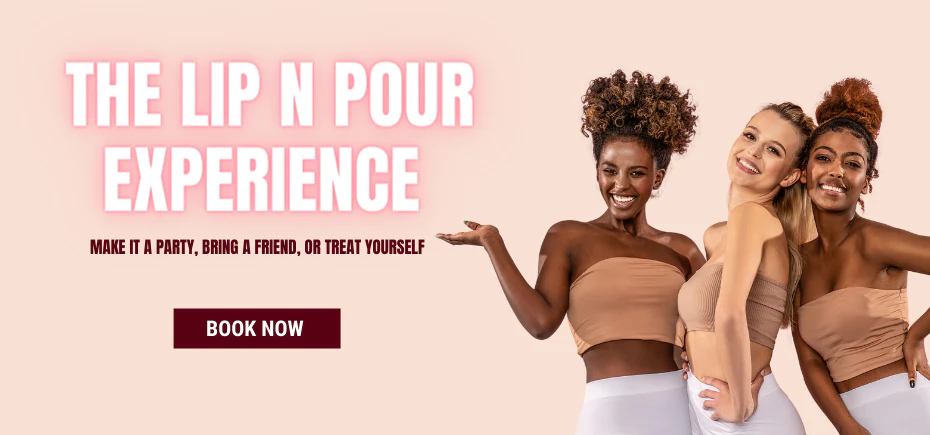 THE LIP N POUR
EXPERIENCE
MAKE IT A PARTY, BRING A FRIEND, OR TREAT YOURSELF
BOOK NOW